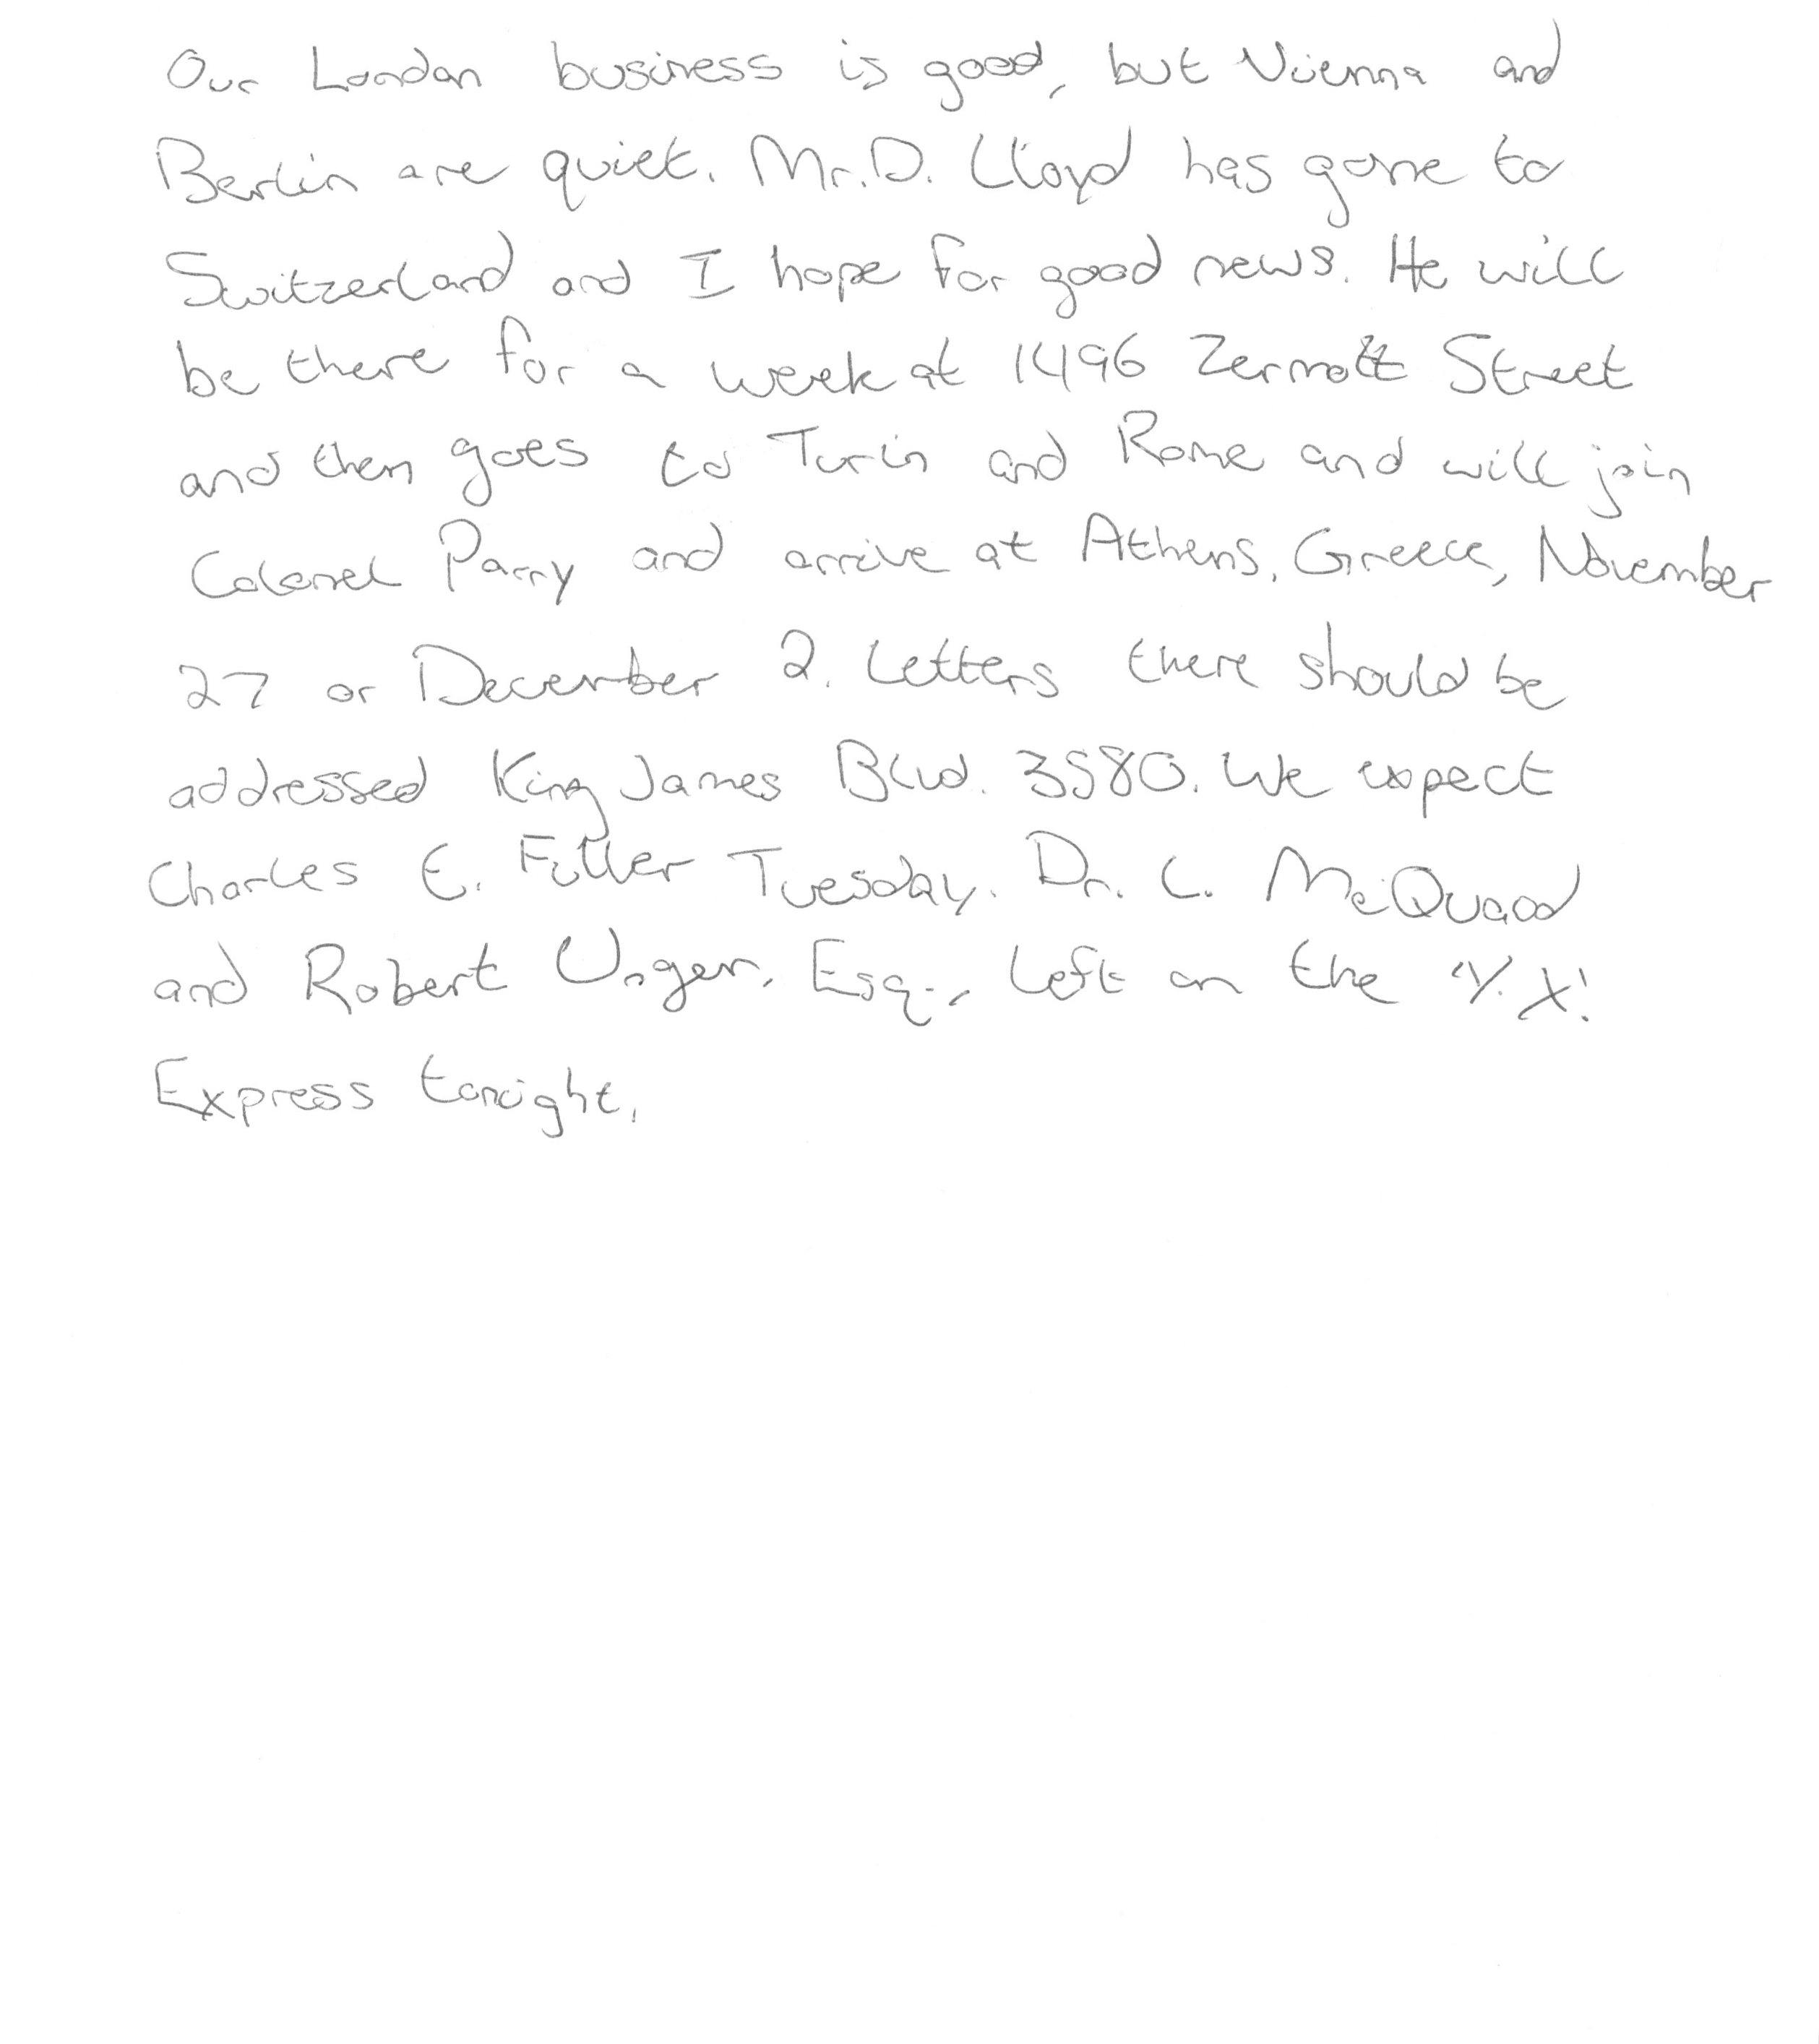 Our London business is good, but Vienna and
Berlin are quiet. Mr. D. Lloyd has gone to
Switzerland and I hope for good news. He will
be there for a week at 1496 Zermott Street
and then goes to Turin and Rome and will join
Colonel Parry and arrive at Athens, Greece, November
27 or December 2. Letters there should be
addressed King James Blvd. 3580. We expect
Charles E. Fuller Tuesday. Dr. L. McQuaod
and Robert Unger, Esq., left on the "Y. X!
Express tonight.